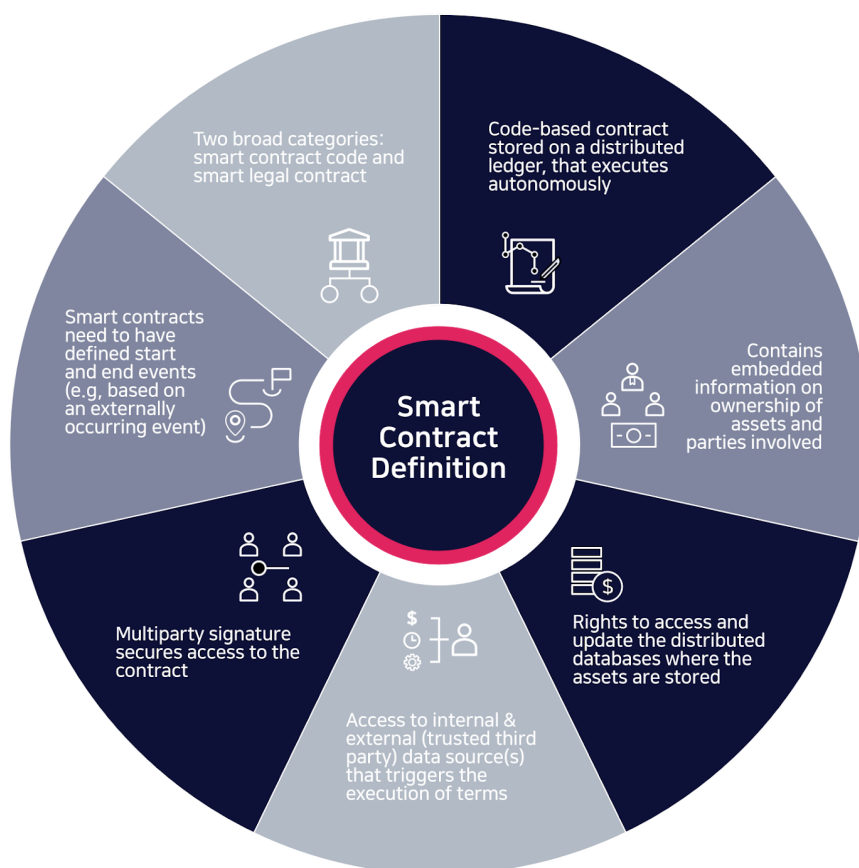 Smart
Contract
Definition
Code-based contract
stored on a distributed
ledger, that executes
autonomously
Contains
embedded
information on
ownership of
assets and
parties involved
$
Rights to access and
update the distributed
databases where the
assets are stored
$
Access to internal &
external (trusted third
party) data source(s)
that triggers the
execution of terms
Multiparty signature
secures access to the
contract
Smart contracts
need to have
defined start
and end events
(e.g, based on
an externally
occurring event)
Two broad categories:
smart contract code and
smart legal contract